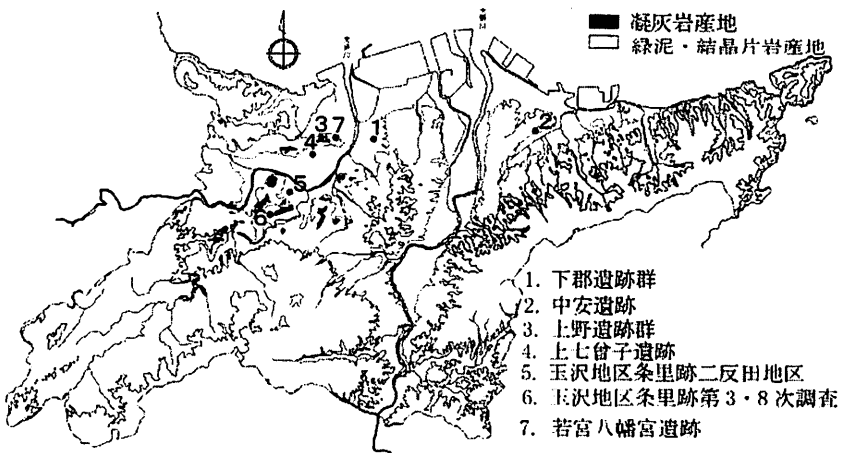 凝灰岩産地
緑泥・結晶片岩産地
3 7
1
2
4
5
6
1. 下郡遺跡群
2. 中安遺跡
3. 上野遺跡群
4. 上七曽子遺跡
5. 玉沢地区条里跡二反田地区
6. 玉沢地区条里跡第3・8次調査
7. 若宮八幡宮遺跡